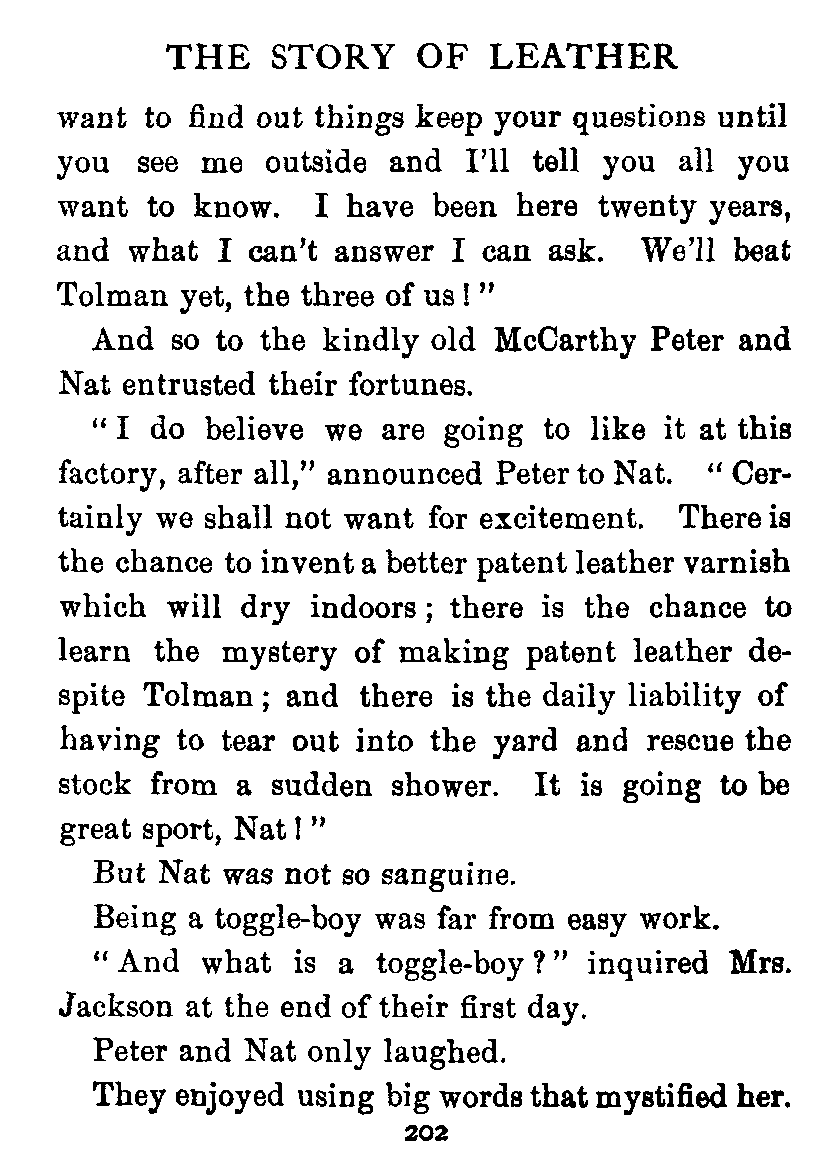 THE STORY OF LEATHER
want to find out things keep your questions until
you see me outside and I'll tell you all you
want to know. I have been here twenty years,
and what I can't answer I can ask. We'll beat
Tolman yet, the three of us!"
And so to the kindly old McCarthy Peter and
Nat entrusted their fortunes.
"I do believe we are going to like it at this
factory, after all," announced Peter to Nat. "Cer-
tainly we shall not want for excitement. There is
the chance to invent a better patent leather varnish
which will dry indoors; there is the chance to
learn the mystery of making patent leather de-
spite Tolman; and there is the daily liability of
having to tear out into the yard and rescue the
stock from a sudden shower. It is going to be
great sport, Nat!"
But Nat was not so sanguine.
Being a toggle-boy was far from easy work.
"And what is a toggle-boy?" inquired Mrs.
Jackson at the end of their first day.
Peter and Nat only laughed.
They enjoyed using big words that mystified her.
202